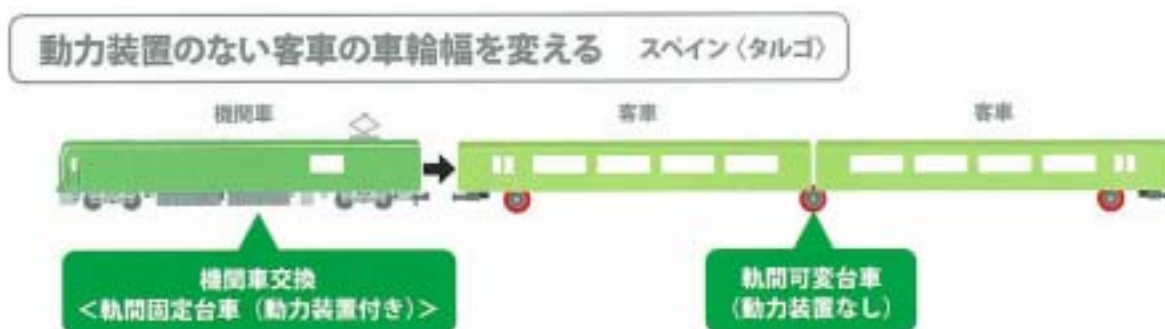 動力装置のない客車の車輪幅を変える スペイン〈タルゴ〉
機関車 客車 客車
機関車交換
<軌間固定台車（動力装置付き）>
軌間可変台車
（動力装置なし）